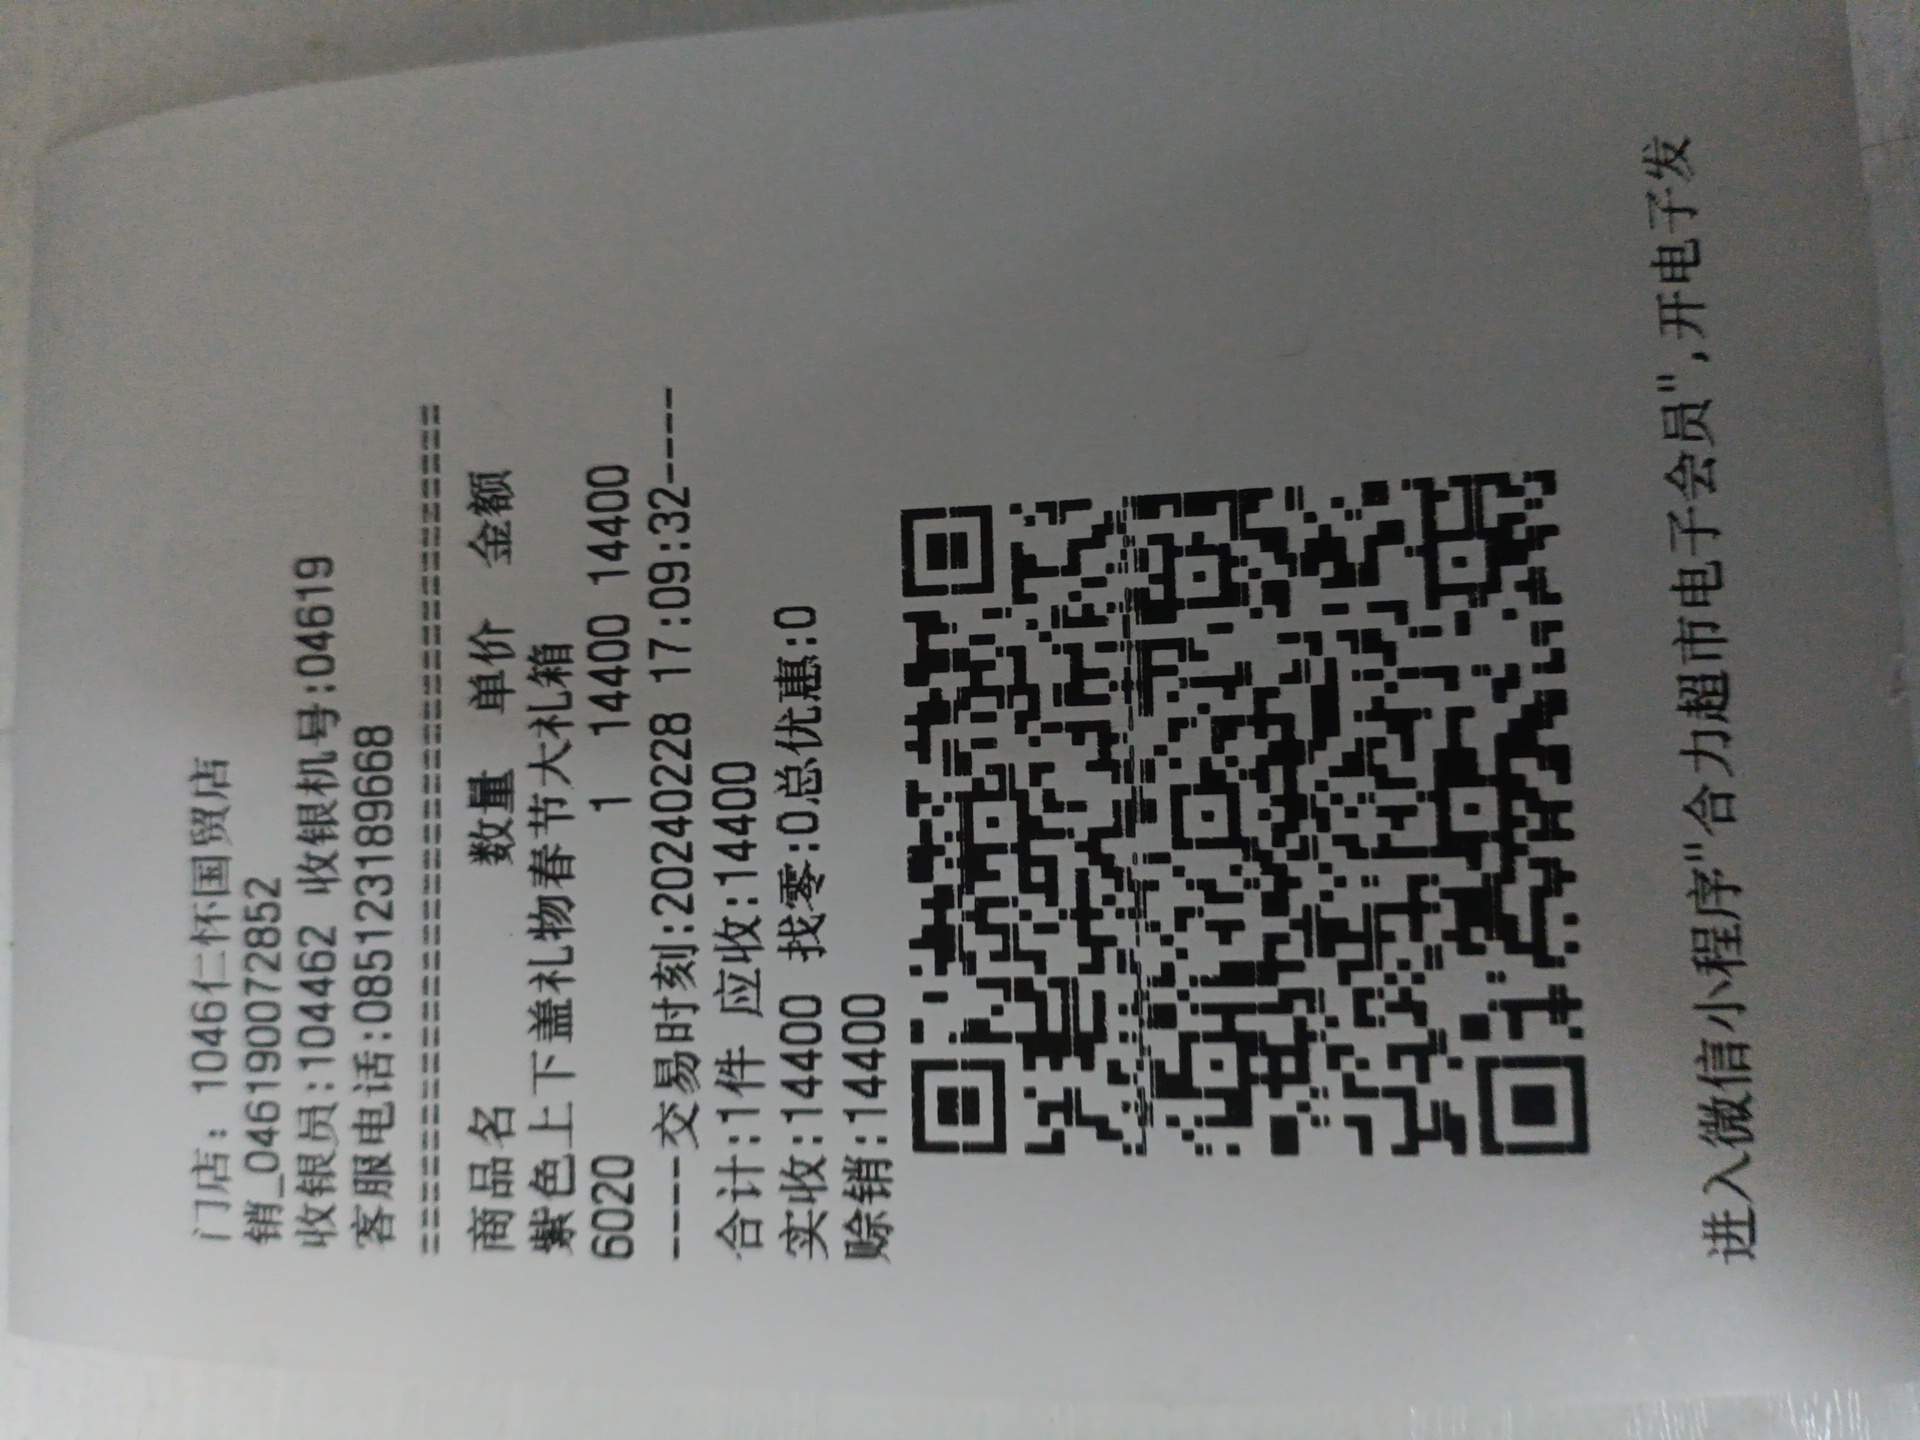 门店: 1046仁怀国贸店
销_0461900728852
收银员:104462 收银机号:04619
客服电话:085123189668
==========================================
商品名 数量 单价 金额
紫色上下盖礼物春节大礼箱
6020 1 14400 14400
----交易时刻:20240228 17:09:32----
合计:1件 应收:14400
实收:14400 找零:0总优惠:0
赊销:14400
进入微信小程序"合力超市电子会员",开电子发